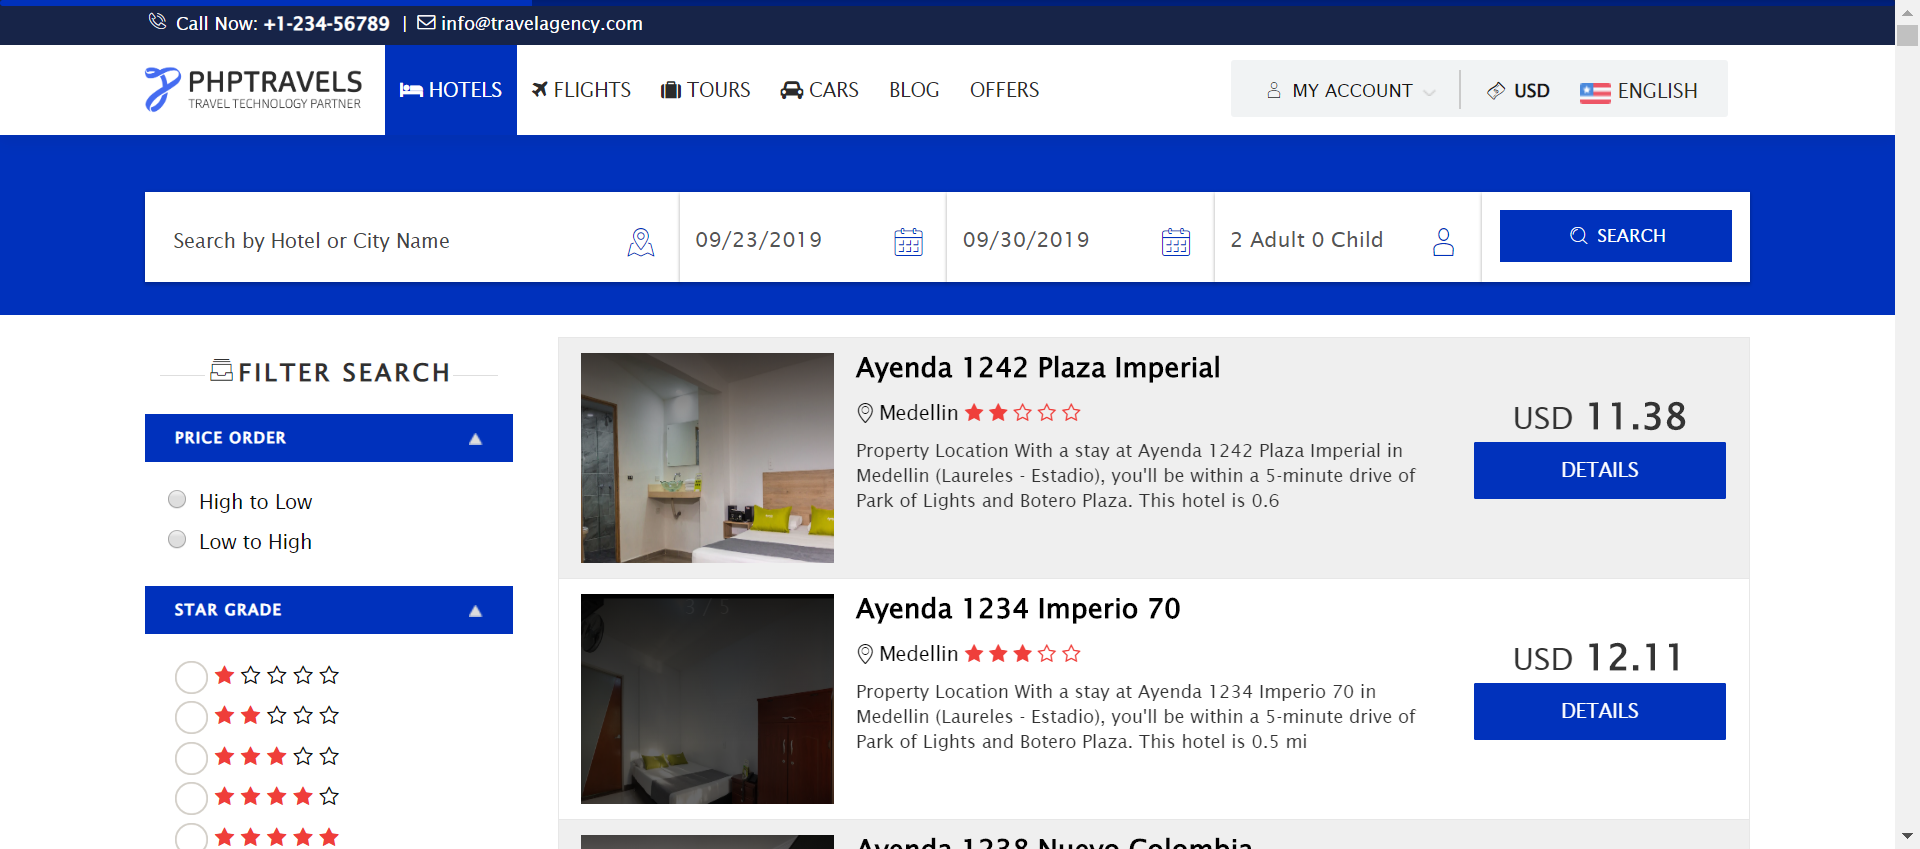 Call Now: +1-234-56789 | info@travelagency.com
PHPTRAVELS
TRAVEL TECHNOLOGY PARTNER
HOTELS FLIGHTS TOURS CARS BLOG OFFERS
MY ACCOUNT USD ENGLISH
Search by Hotel or City Name 09/23/2019 09/30/2019 2 Adult 0 Child SEARCH
FILTER SEARCH
PRICE ORDER
High to Low
Low to High
STAR GRADE
Ayenda 1242 Plaza Imperial
Medellin
Property Location With a stay at Ayenda 1242 Plaza Imperial in
Medellin (Laureles - Estadio), you'll be within a 5-minute drive of
Park of Lights and Botero Plaza. This hotel is 0.6
USD 11.38
DETAILS
3 / 5
Ayenda 1234 Imperio 70
Medellin
Property Location With a stay at Ayenda 1234 Imperio 70 in
Medellin (Laureles - Estadio), you'll be within a 5-minute drive of
Park of Lights and Botero Plaza. This hotel is 0.5 mi
USD 12.11
DETAILS
Ayenda 1238 Nuevo Colombia